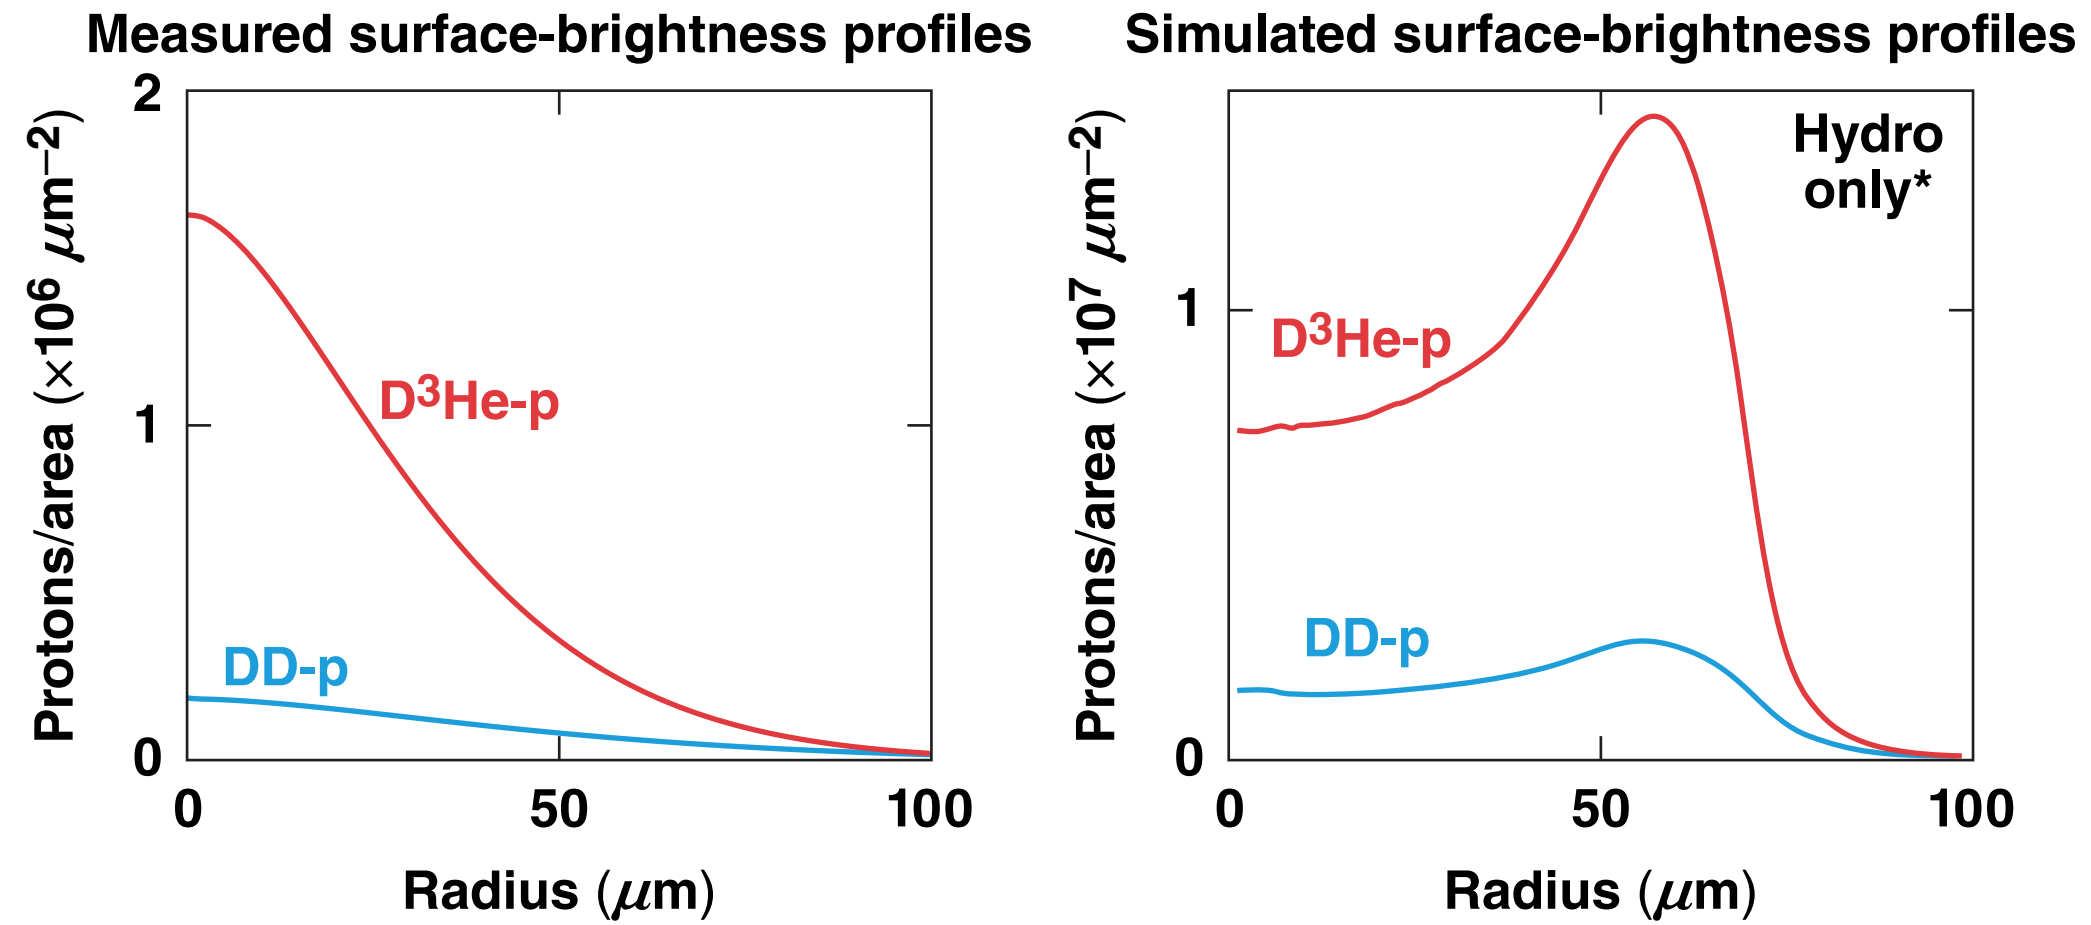 Measured surface-brightness profiles
Protons/area (×10⁶ μm⁻²)
2
1
0
D³He-p
DD-p
0 50 100
Radius (μm)
Simulated surface-brightness profiles
Protons/area (×10⁷ μm⁻²)
1
0
Hydro
only*
D³He-p
DD-p
0 50 100
Radius (μm)